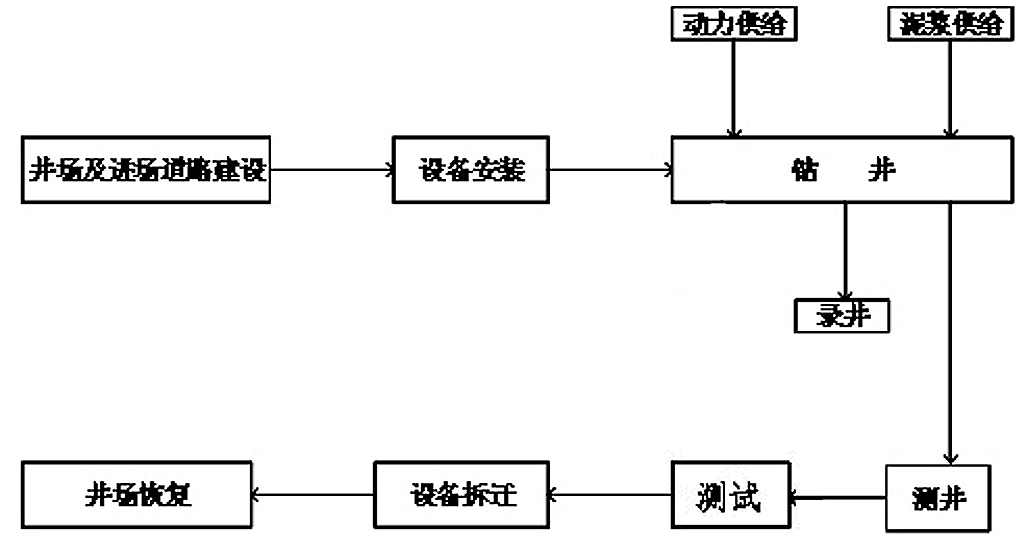 动力供给
泥浆供给
井场及进场道路建设
设备安装
钻 井
录井
井场恢复
设备拆迁
测试
测井